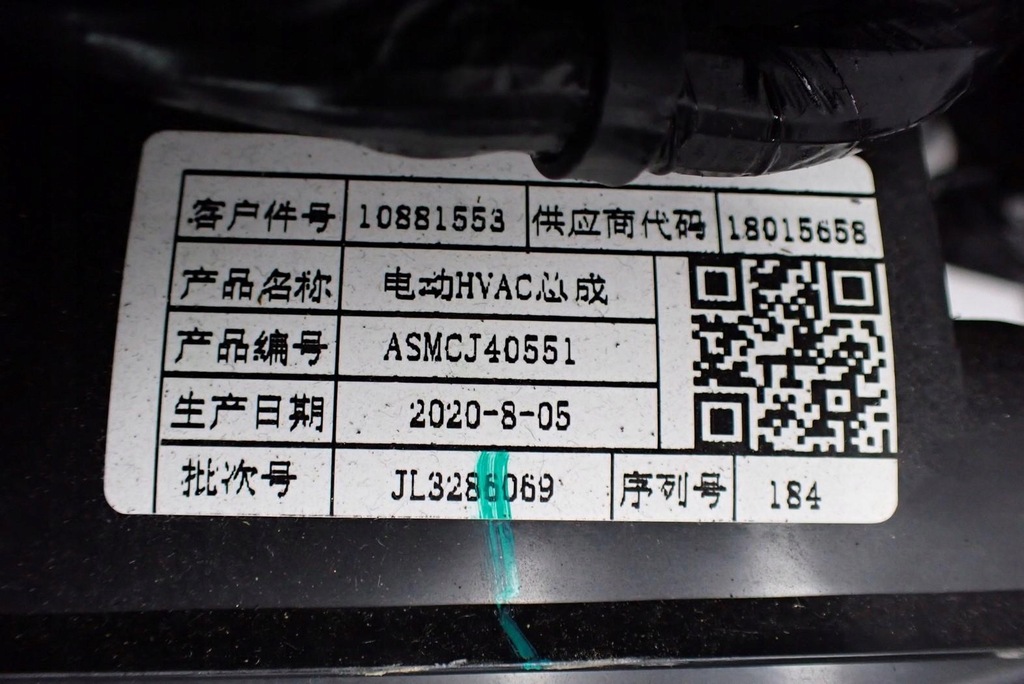 客户件号 10881553 供应商代码 18015658
产品名称 电动HVAC总成
产品编号 ASMCJ40551
生产日期 2020-8-05
批次号 JL3286069 序列号 184